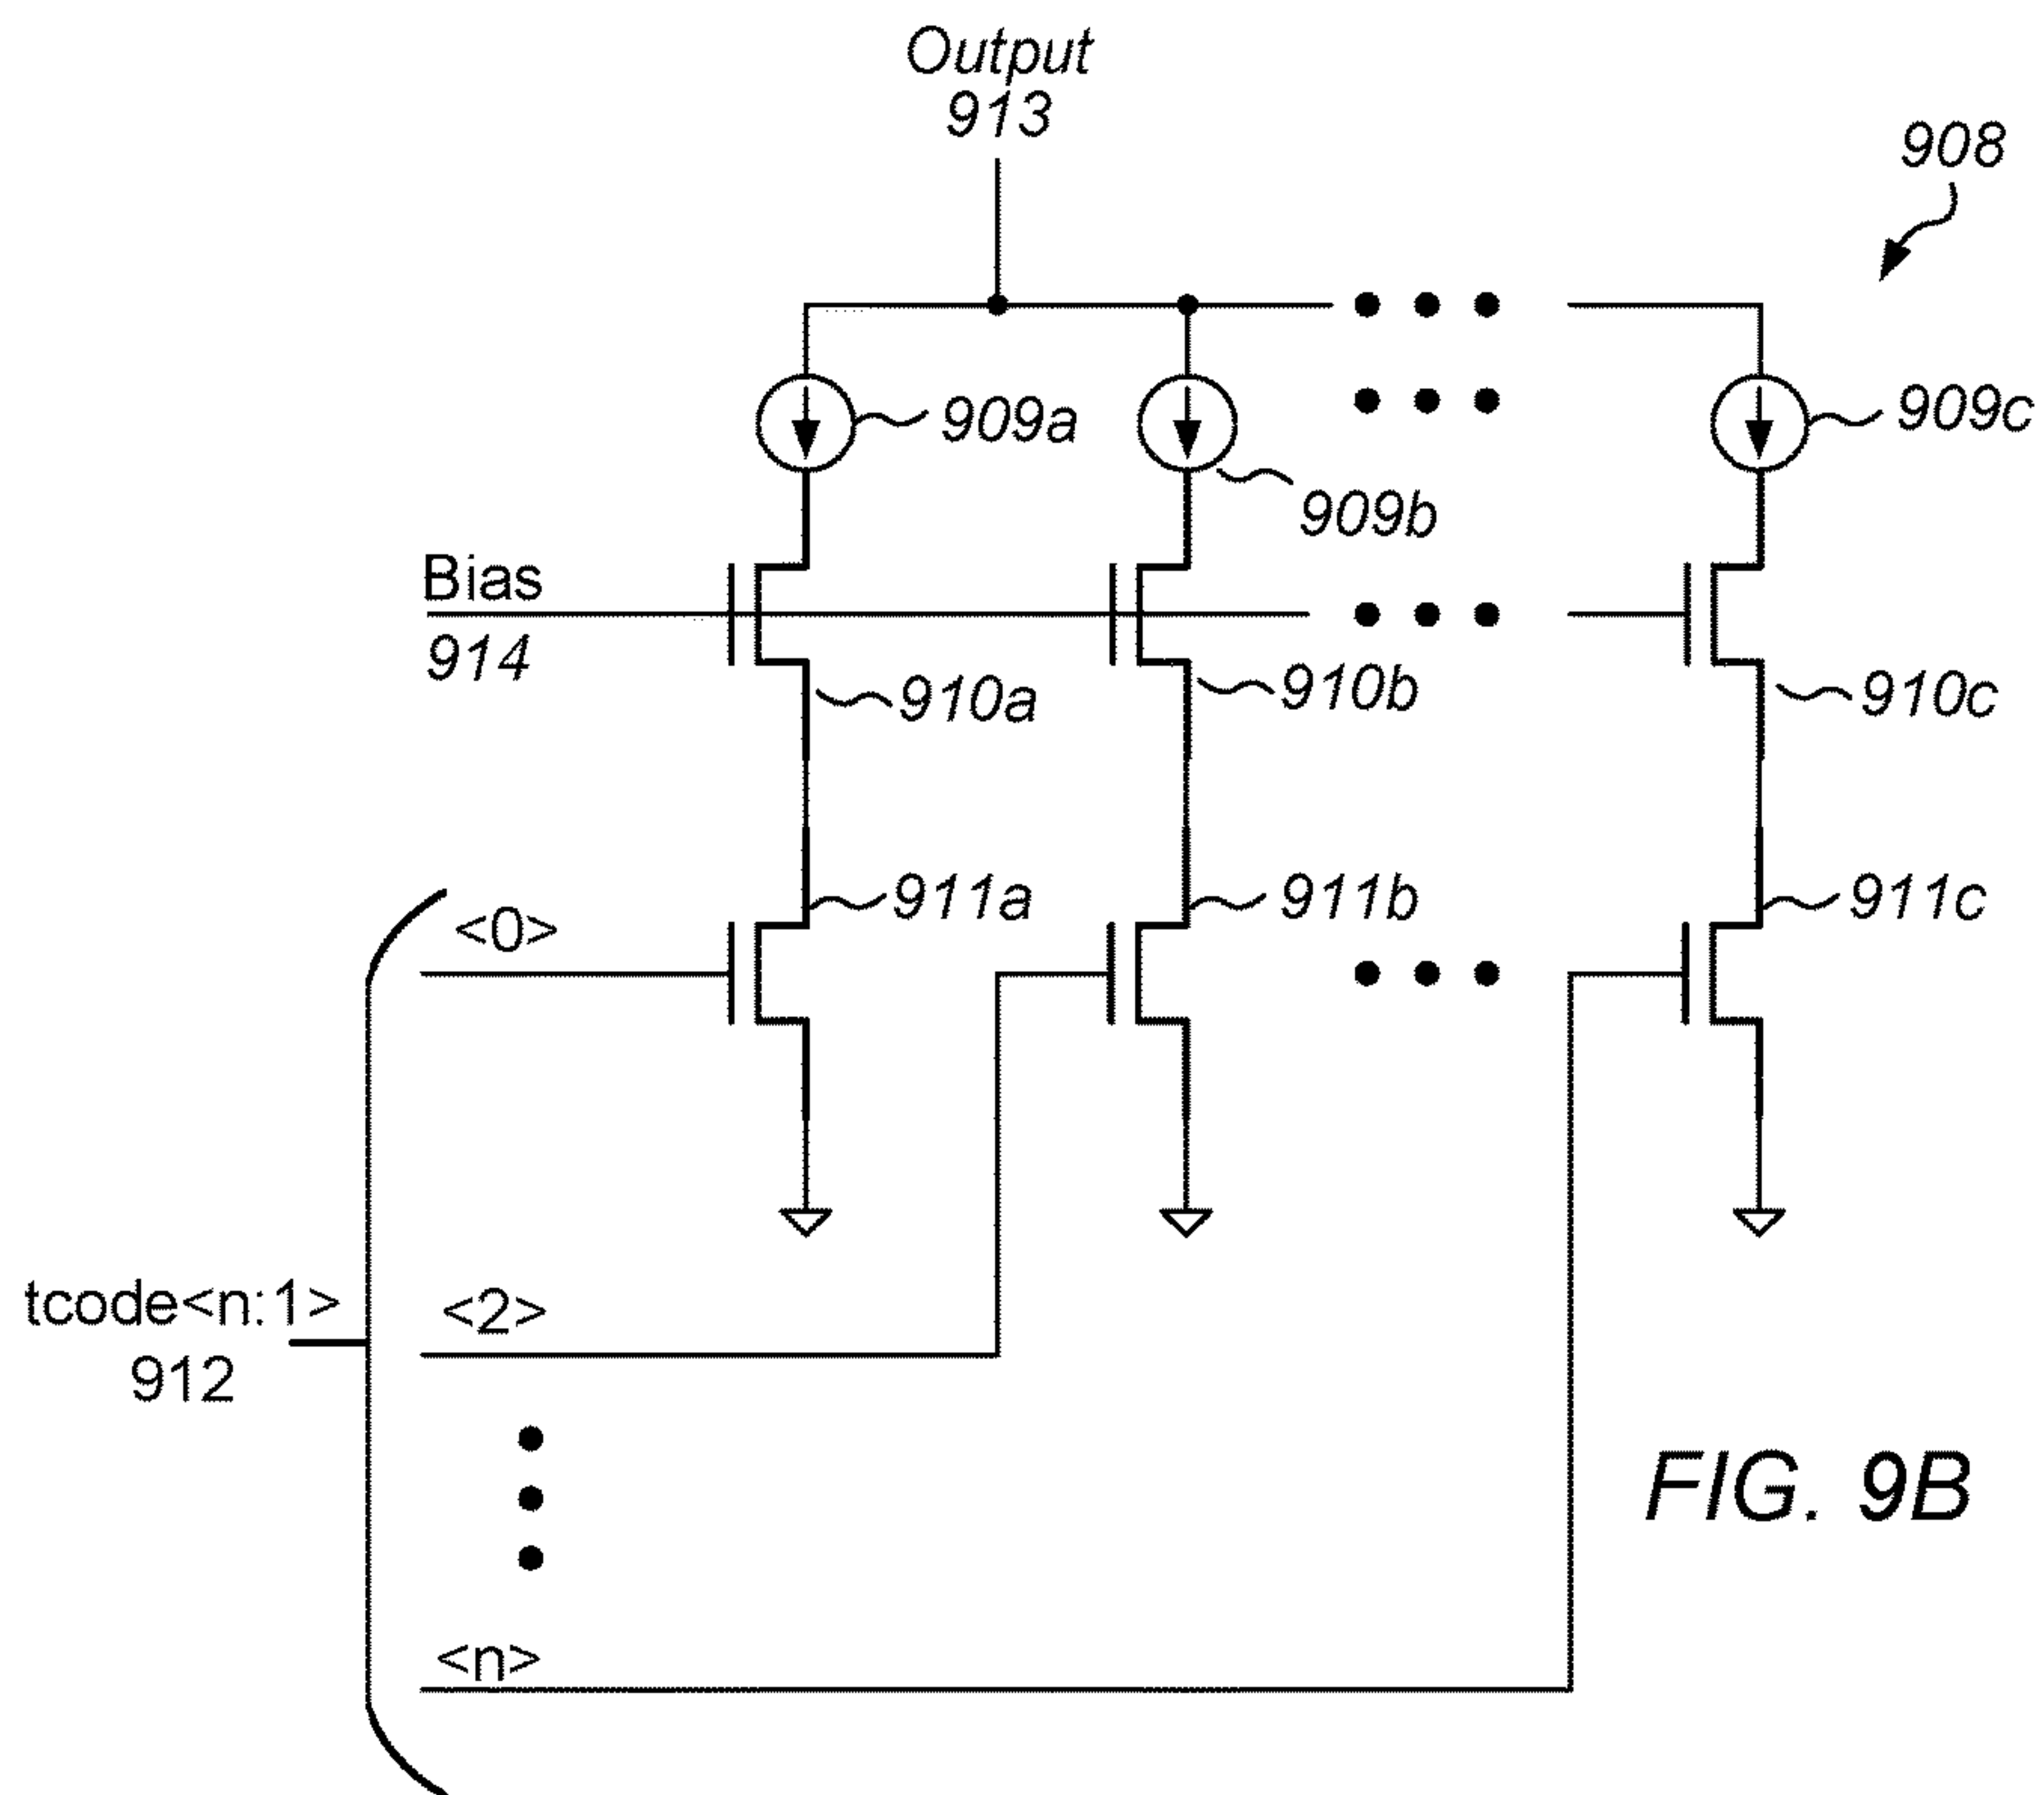 Output
913
908
909a
909b
909c
Bias
914
910a
910b
910c
911a
911b
911c
<0>
tcode<n:1>
912
<2>
<n>
FIG. 9B